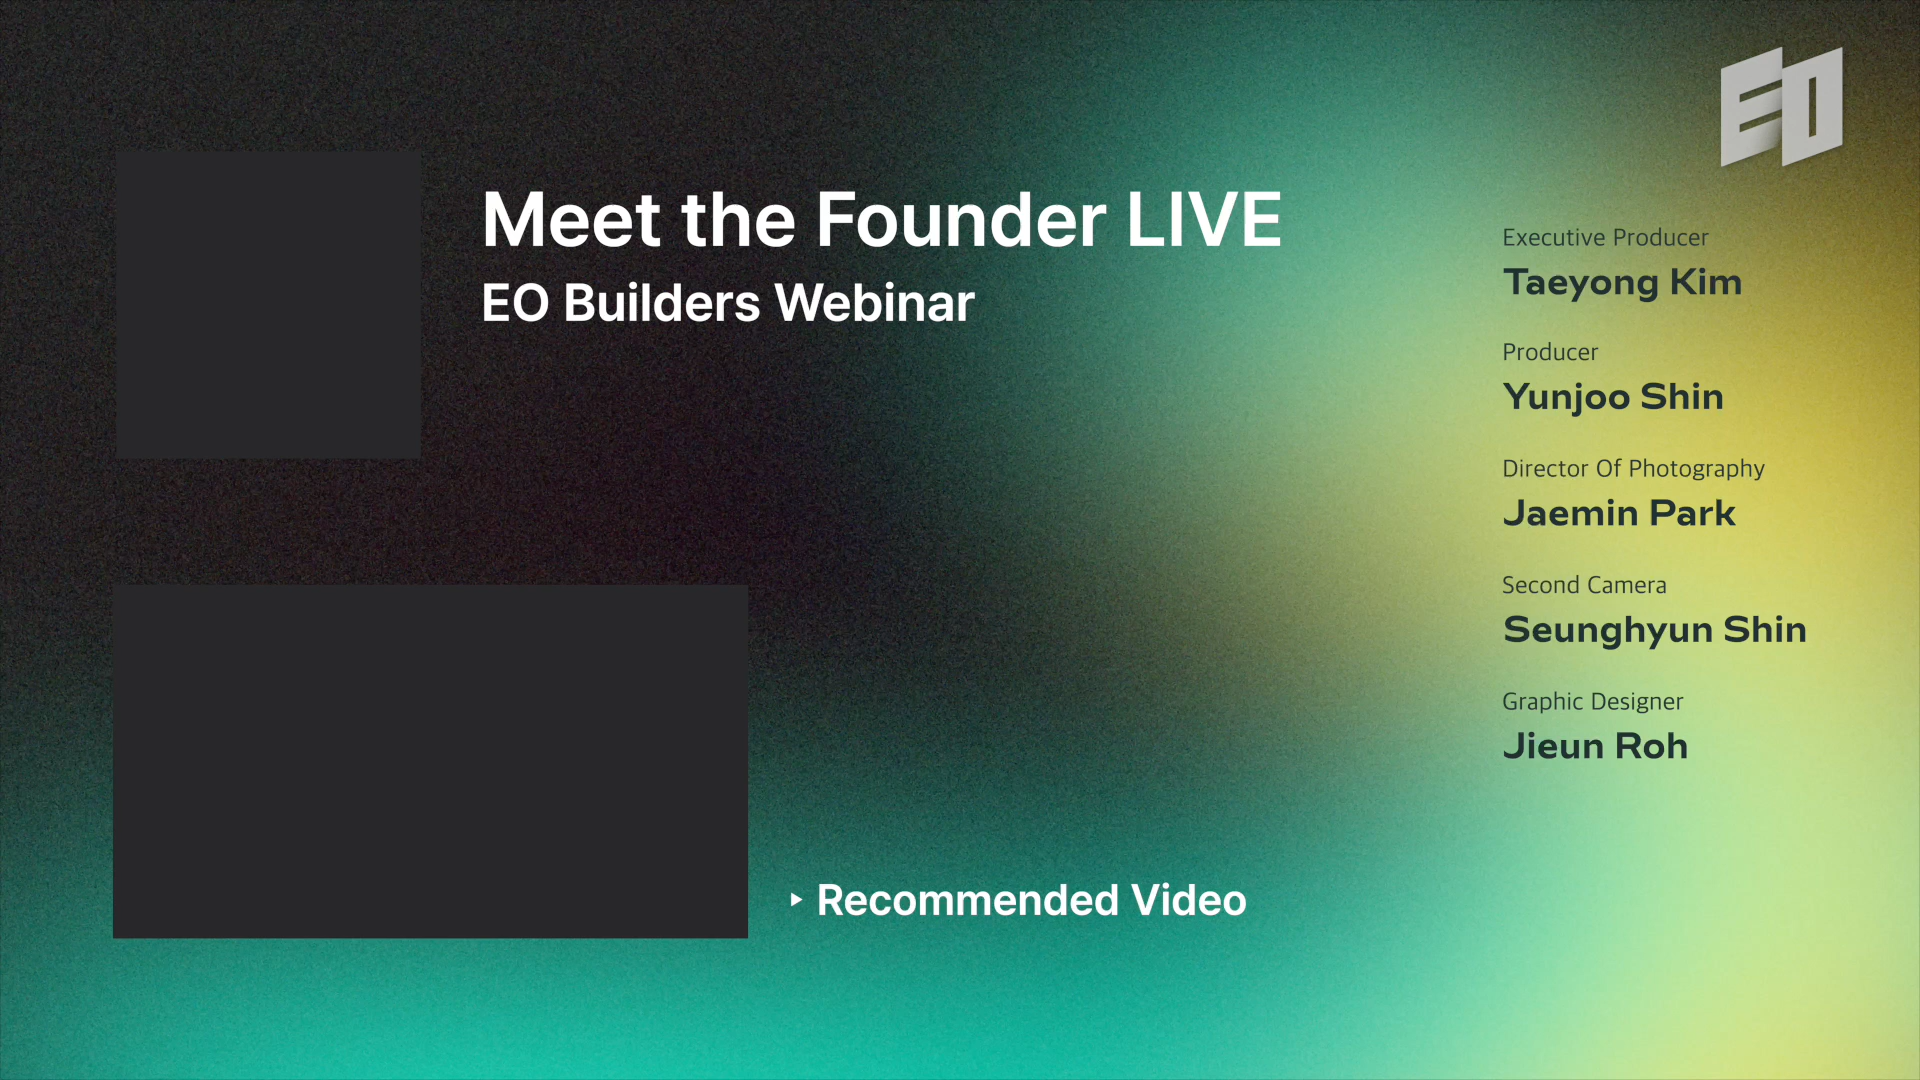 EO
Meet the Founder LIVE
EO Builders Webinar
Executive Producer
Taeyong Kim
Producer
Yunjoo Shin
Director Of Photography
Jaemin Park
Second Camera
Seunghyun Shin
Graphic Designer
Jieun Roh
▸ Recommended Video